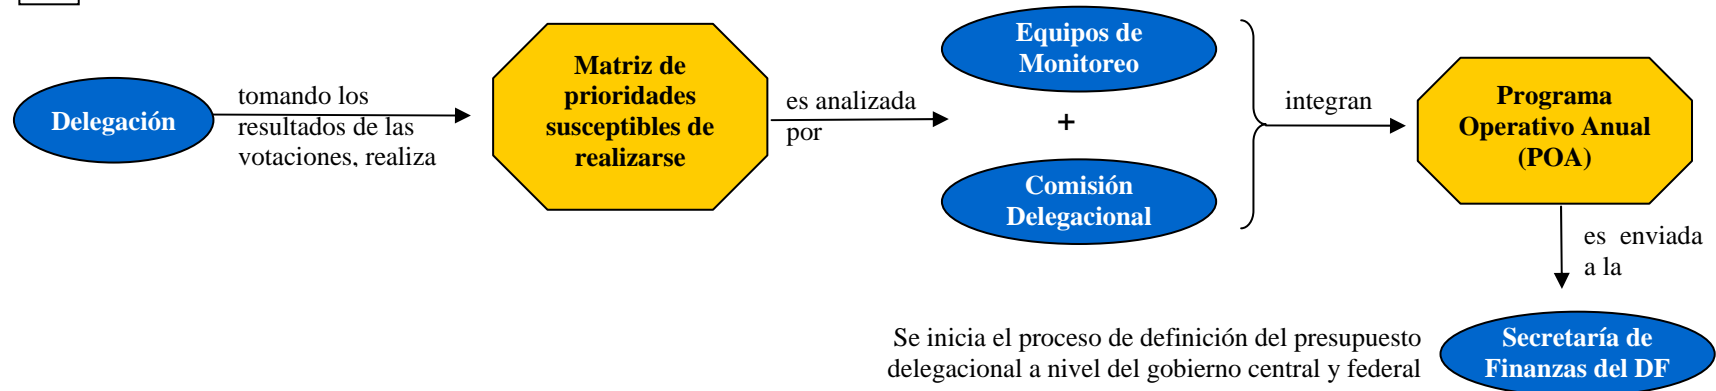 Delegación
tomando los
resultados de las
votaciones, realiza
Matriz de
prioridades
susceptibles de
realizarse
es analizada
por
Equipos de
Monitoreo
+
Comisión
Delegacional
integran
Programa
Operativo Anual
(POA)
es enviada
a la
Secretaría de
Finanzas del DF
Se inicia el proceso de definición del presupuesto
delegacional a nivel del gobierno central y federal